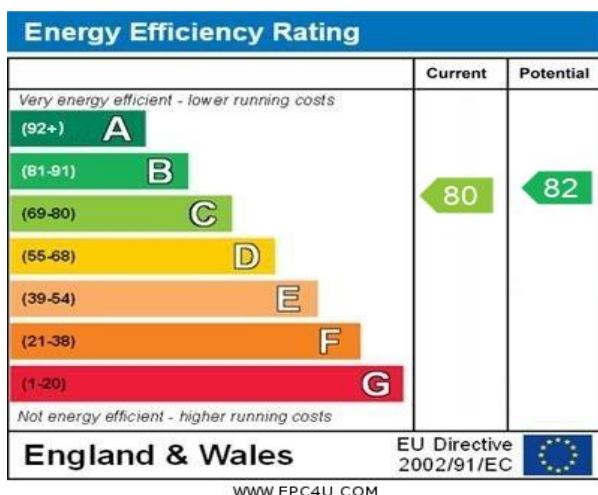 Energy Efficiency Rating
Current Potential
Very energy efficient - lower running costs
(92+) A
(81-91) B
(69-80) C
80
82
(55-68) D
(39-54) E
(21-38) F
(1-20) G
Not energy efficient - higher running costs
England & Wales
EU Directive
2002/91/EC
WWW.EPC4U.COM